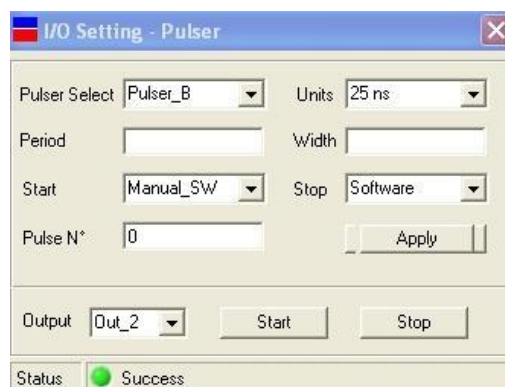 I/O Setting - Pulser
Pulser Select Pulser_B Units 25 ns
Period Width
Start Manual_SW Stop Software
Pulse N° 0 Apply
Output Out_2 Start Stop
Status Success